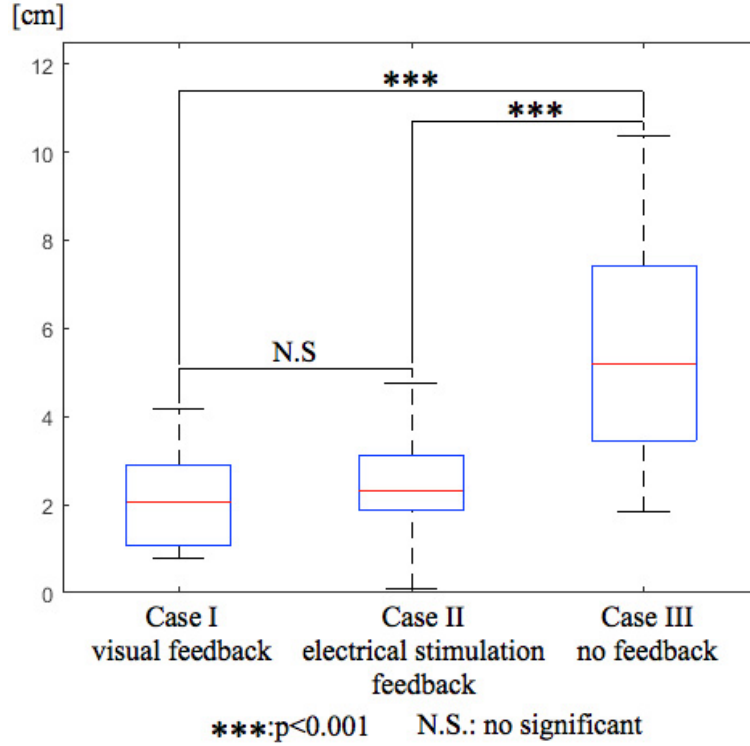 [cm]
12
***
***
10
8
6
N.S
4
2
0
Case I
visual feedback
Case II
electrical stimulation
feedback
Case III
no feedback
***:p<0.001 N.S.: no significant